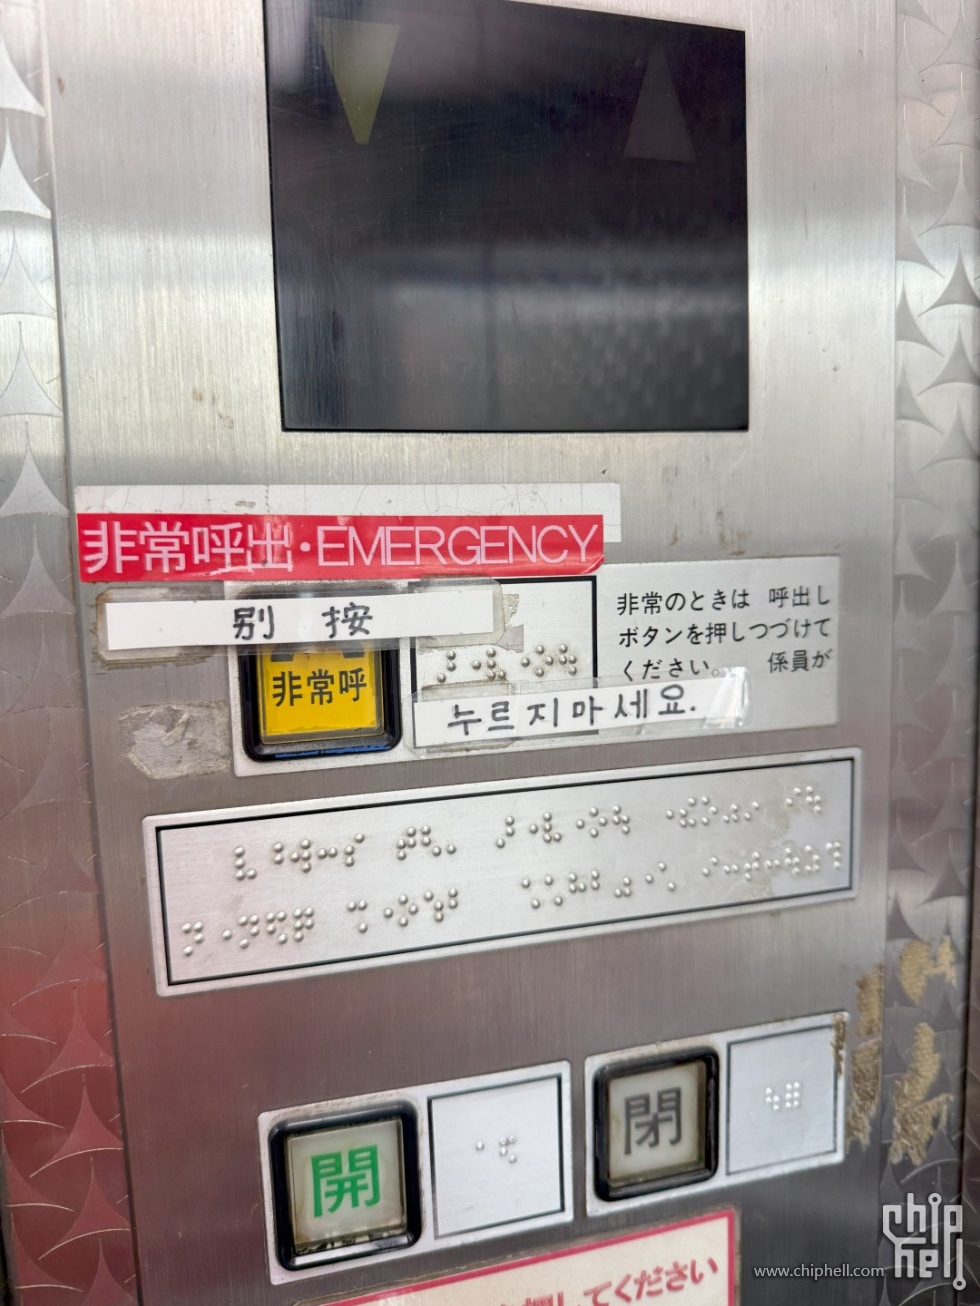 非常呼出・EMERGENCY
別 按
非常呼
누르지마세요.
非常のときは 呼出し
ボタンを押しつづけて
ください。 係員が
開
閉
してください
www.chiphell.com
chip
hell